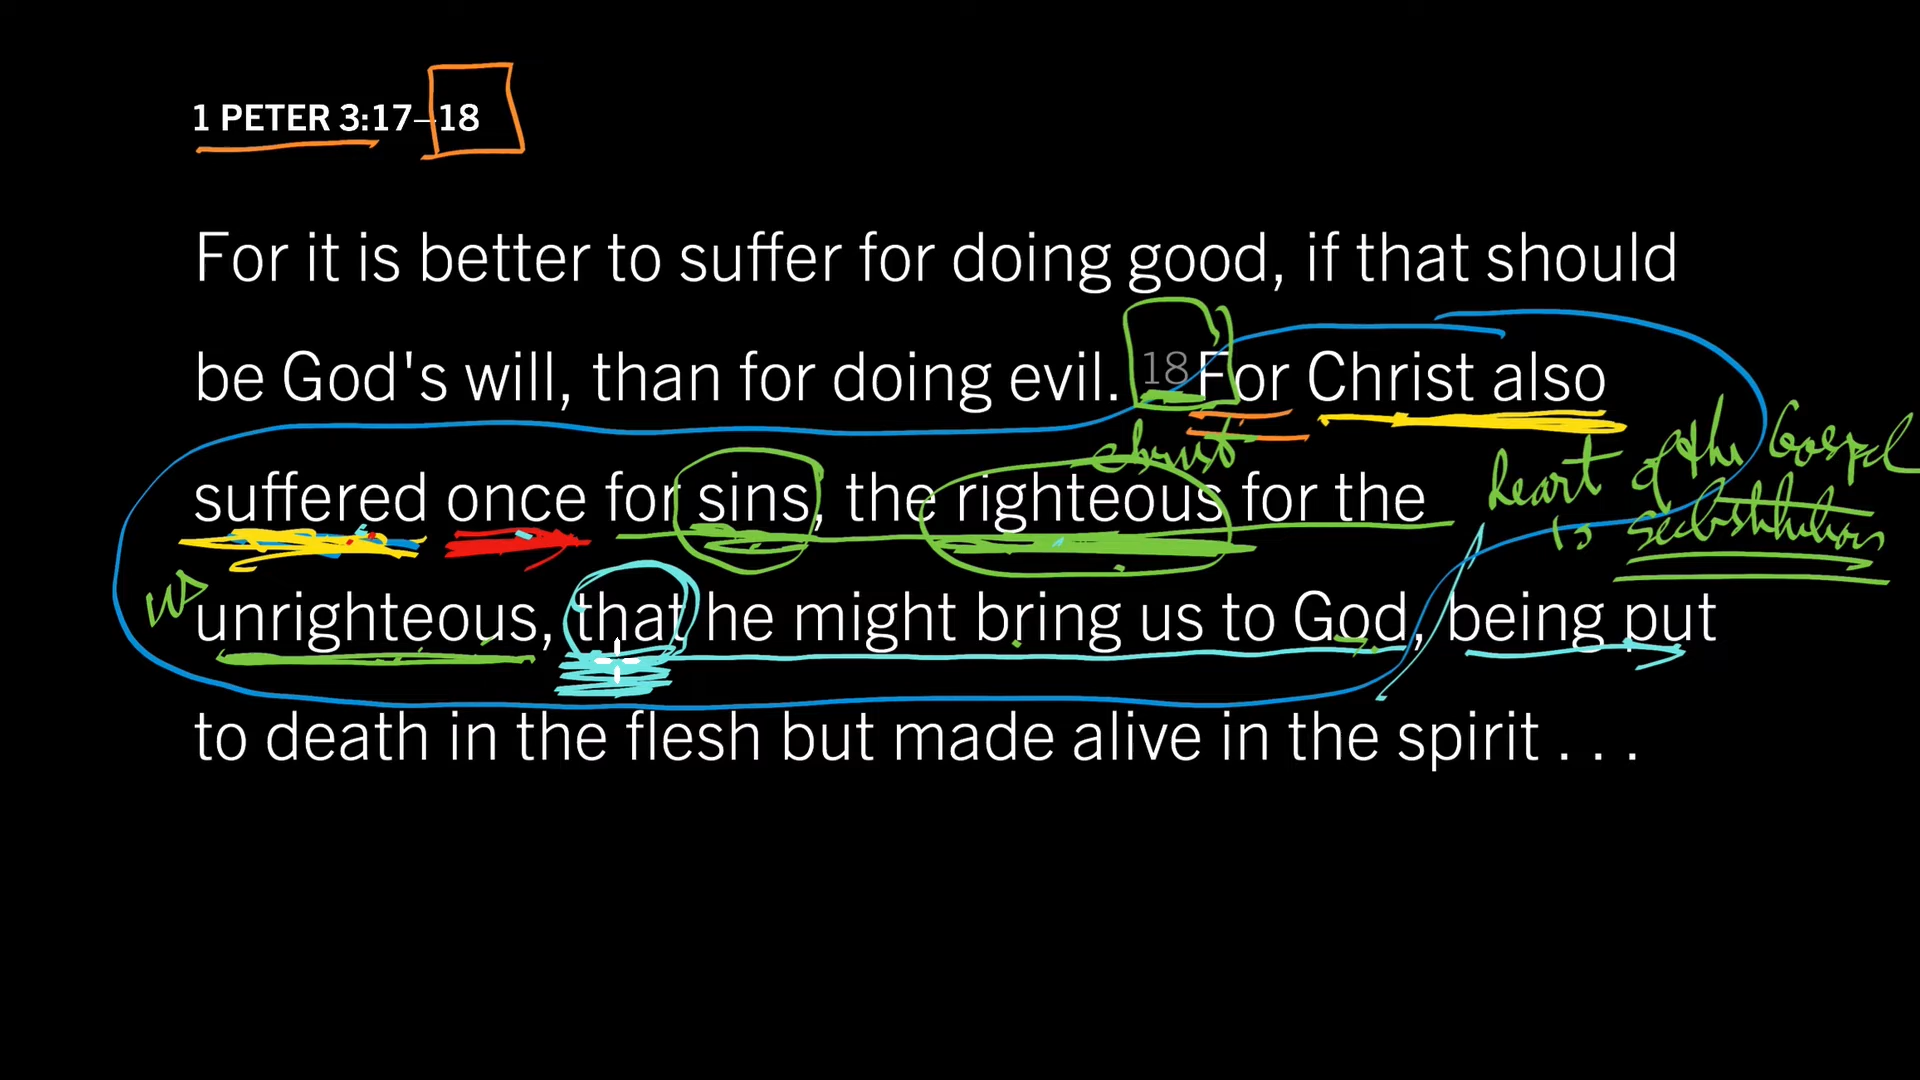 1 PETER 3:17–18
For it is better to suffer for doing good, if that should
be God's will, than for doing evil. 18 For Christ also
christ
suffered once for sins, the righteous for the
heart of the Gospel
is substitution
us
unrighteous, that he might bring us to God, being put
to death in the flesh but made alive in the spirit . . .